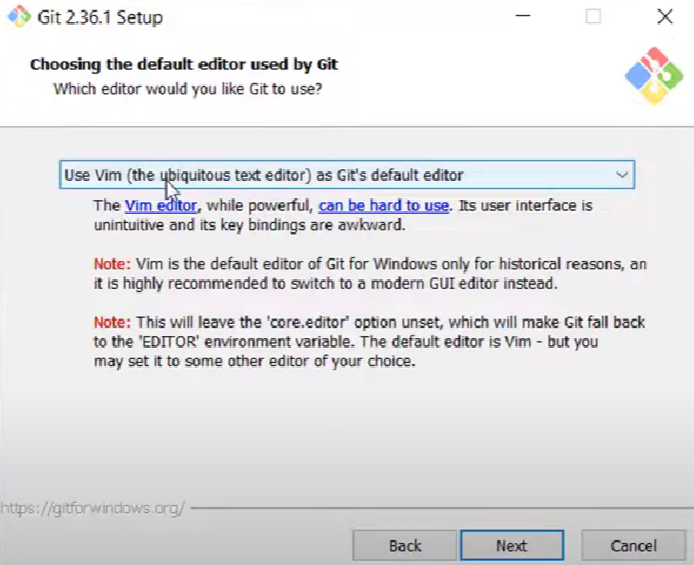 Git 2.36.1 Setup
Choosing the default editor used by Git
Which editor would you like Git to use?
Use Vim (the ubiquitous text editor) as Git's default editor
The Vim editor, while powerful, can be hard to use. Its user interface is
unintuitive and its key bindings are awkward.
Note: Vim is the default editor of Git for Windows only for historical reasons, an
it is highly recommended to switch to a modern GUI editor instead.
Note: This will leave the 'core.editor' option unset, which will make Git fall back
to the 'EDITOR' environment variable. The default editor is Vim - but you
may set it to some other editor of your choice.
https://gitforwindows.org/
Back Next Cancel